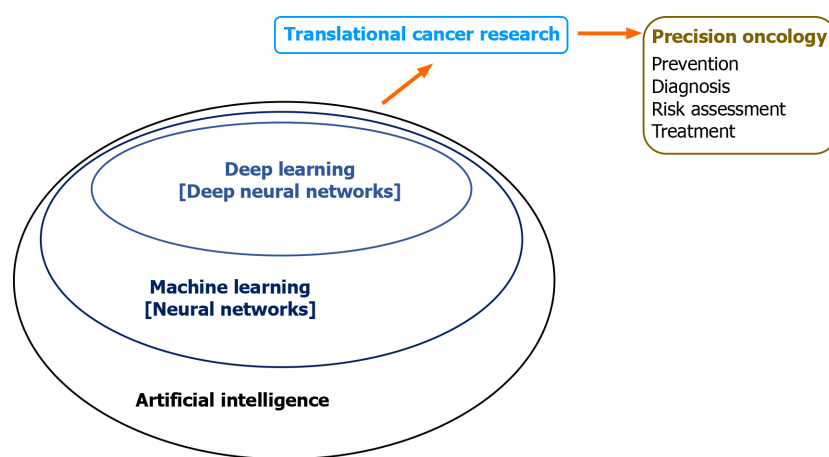 Translational cancer research
Precision oncology
Prevention
Diagnosis
Risk assessment
Treatment
Deep learning
[Deep neural networks]
Machine learning
[Neural networks]
Artificial intelligence